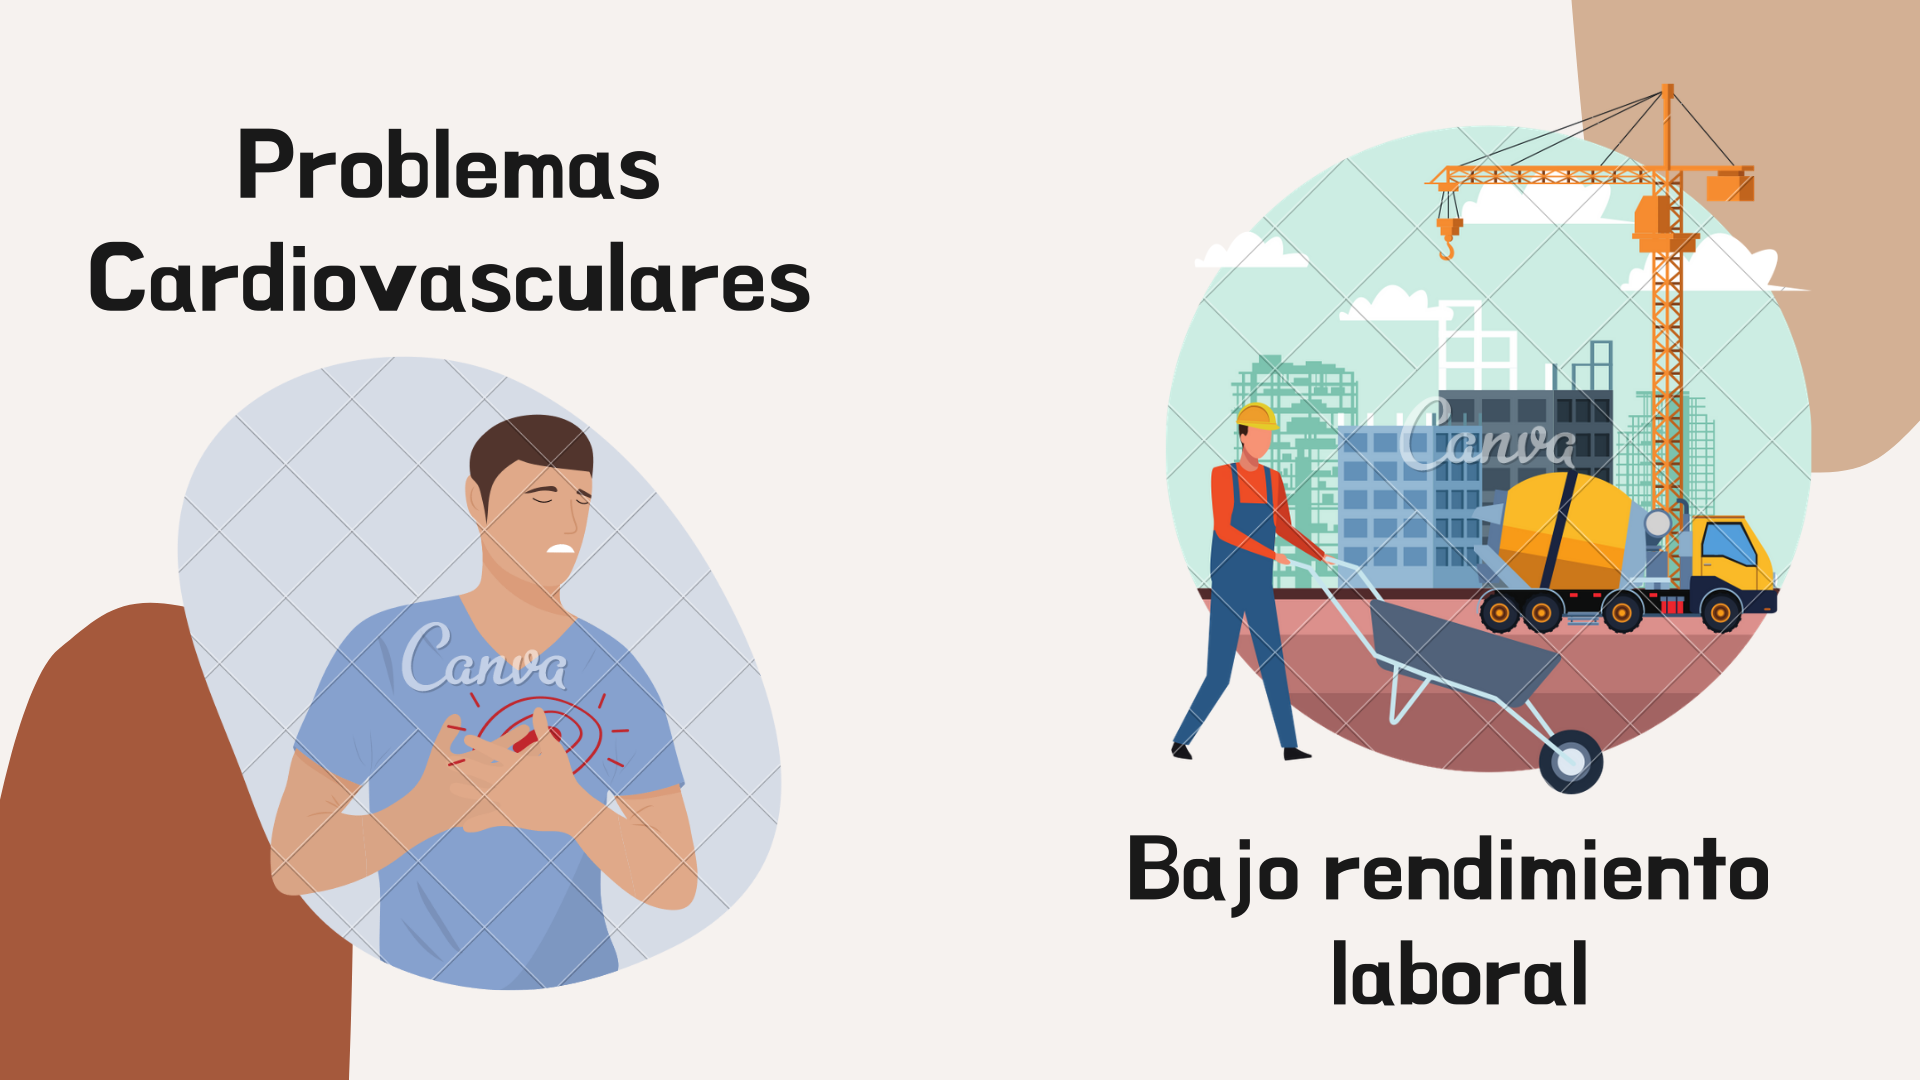 Problemas
Cardiovasculares
Canva
Canva
Bajo rendimiento
laboral